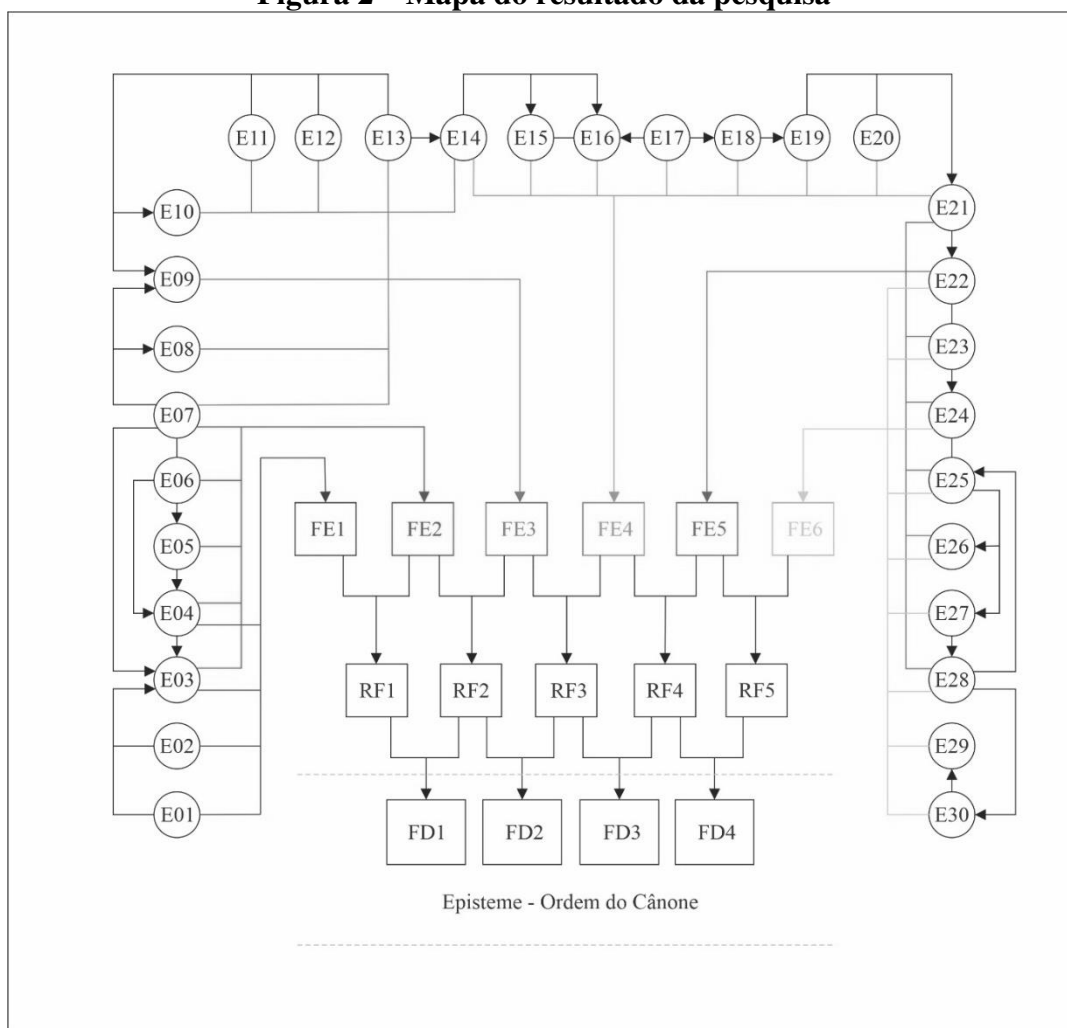 Figura 2 – Mapa do resultado da pesquisa
E11 E12 E13 E14 E15 E16 E17 E18 E19 E20
E10 E21
E09 E22
E08 E23
E07 E24
E06 E25
FE1 FE2 FE3 FE4 FE5 FE6
E05 E26
E04 E27
E03 RF1 RF2 RF3 RF4 RF5 E28
E02 E29
E01 FD1 FD2 FD3 FD4 E30
Episteme - Ordem do Cânone